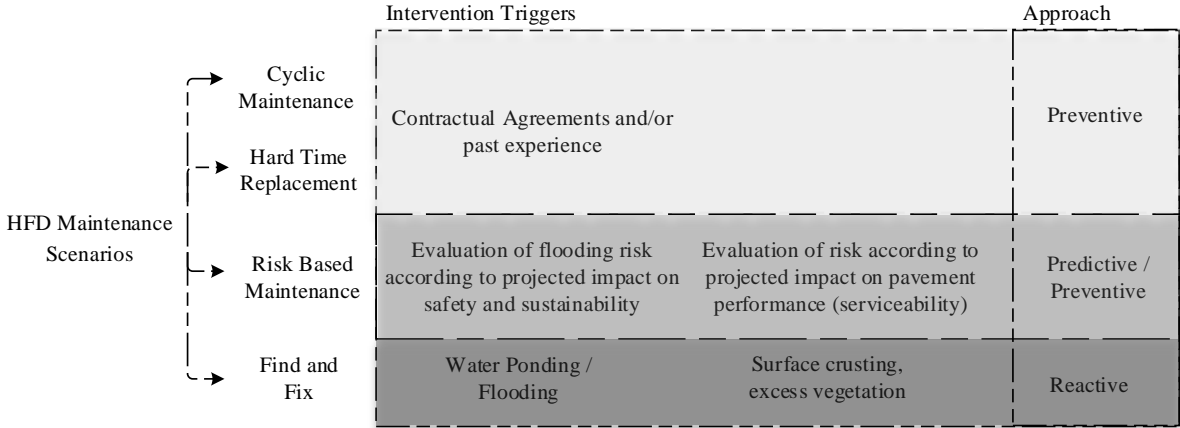 Intervention Triggers
Approach
Cyclic
Maintenance
Hard Time
Replacement
Contractual Agreements and/or
past experience
Preventive
HFD Maintenance
Scenarios
Risk Based
Maintenance
Evaluation of flooding risk
according to projected impact on
safety and sustainability
Evaluation of risk according to
projected impact on pavement
performance (serviceability)
Predictive /
Preventive
Find and
Fix
Water Ponding /
Flooding
Surface crusting,
excess vegetation
Reactive